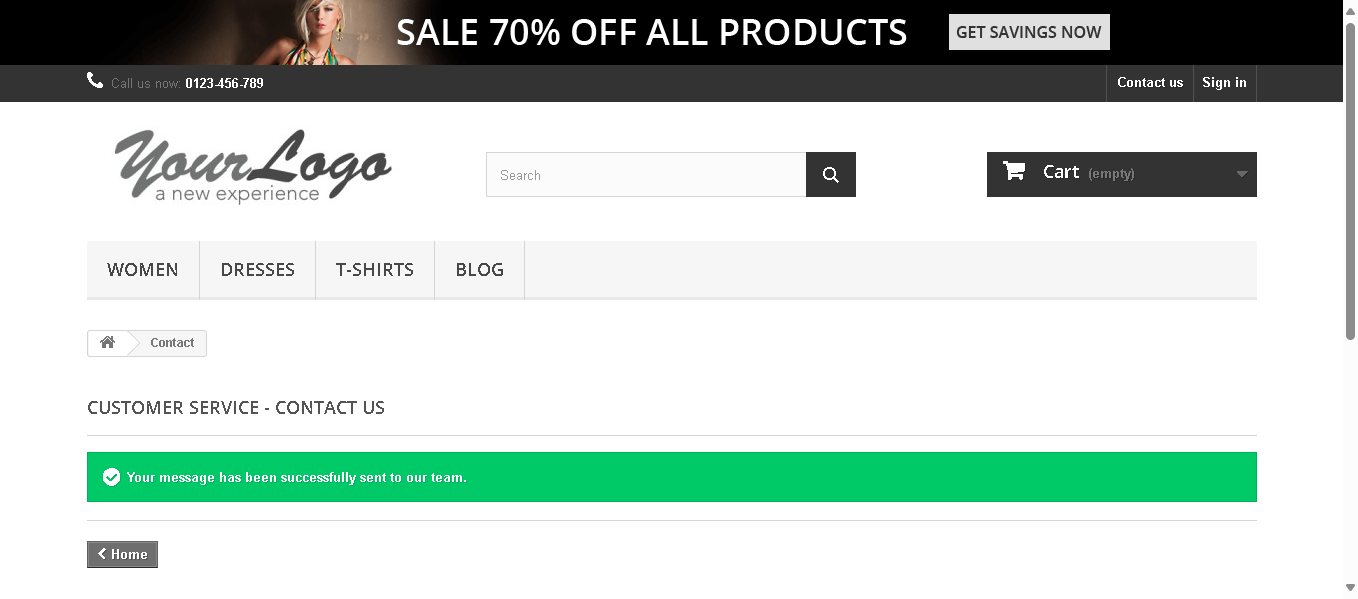 SALE 70% OFF ALL PRODUCTS
GET SAVINGS NOW
Call us now: 0123-456-789
Contact us
Sign in
Your Logo
a new experience
Search
Cart (empty)
WOMEN
DRESSES
T-SHIRTS
BLOG
Contact
CUSTOMER SERVICE - CONTACT US
Your message has been successfully sent to our team.
Home